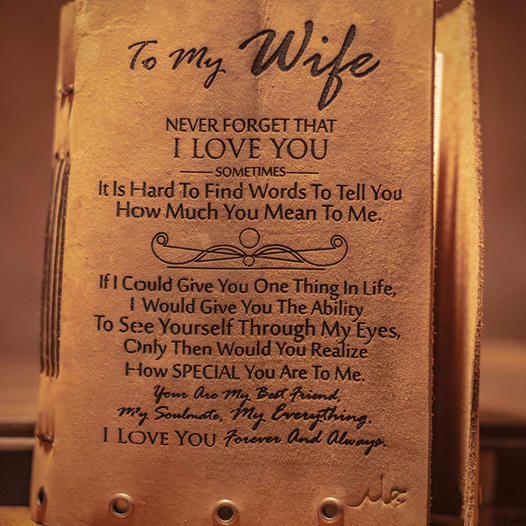 To My Wife
NEVER FORGET THAT
I LOVE YOU
SOMETIMES
It Is Hard To Find Words To Tell You
How Much You Mean To Me.
If I Could Give You One Thing In Life,
I Would Give You The Ability
To See Yourself Through My Eyes,
Only Then Would You Realize
How SPECIAL You Are To Me.
Your Are My Best Friend,
My Soulmate, My Everything.
I LOVE YOU Forever And Always.
جلد